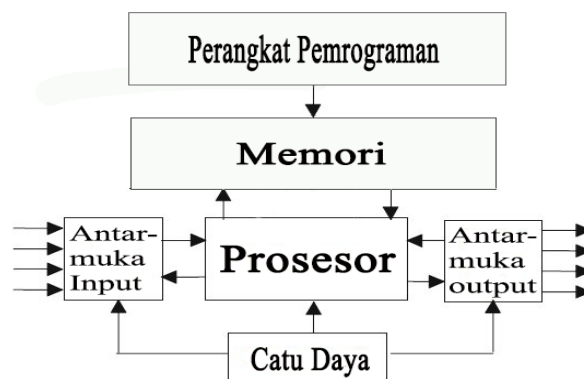 Perangkat Pemrograman
Memori
Antar-
muka
Input
Prosesor
Antar-
muka
output
Catu Daya